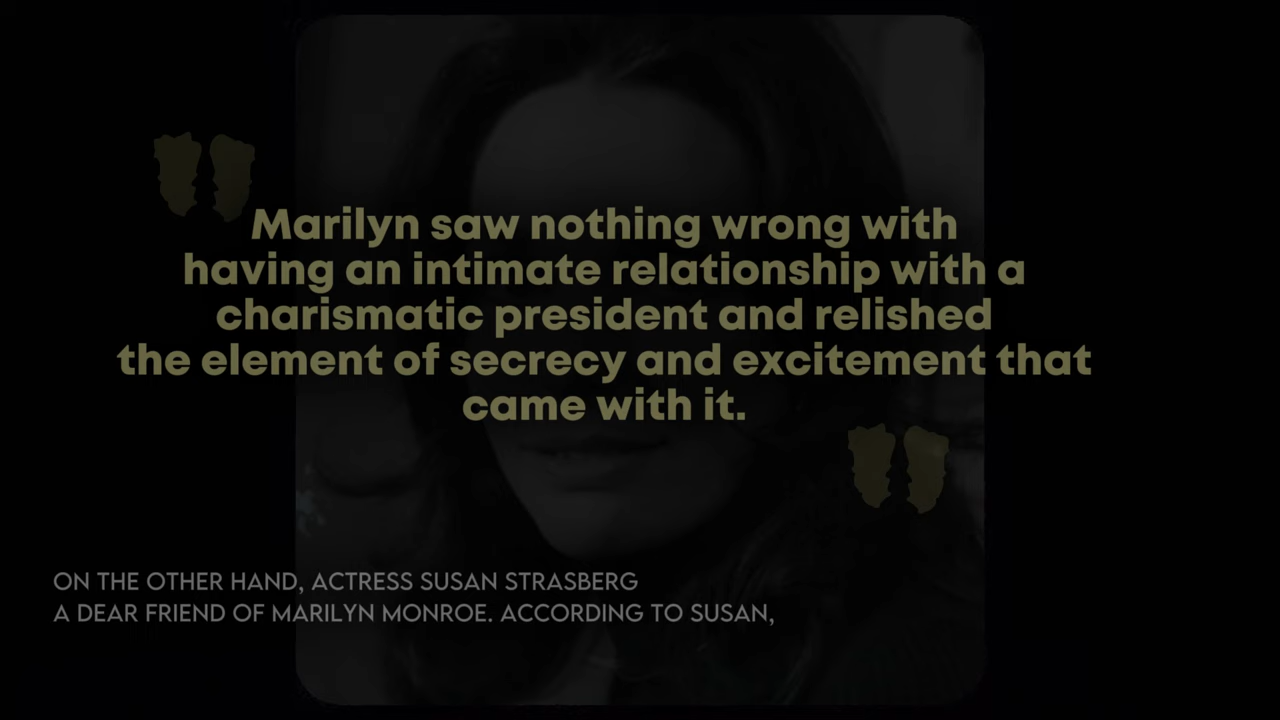 Marilyn saw nothing wrong with
having an intimate relationship with a
charismatic president and relished
the element of secrecy and excitement that
came with it.
ON THE OTHER HAND, ACTRESS SUSAN STRASBERG
A DEAR FRIEND OF MARILYN MONROE. ACCORDING TO SUSAN,